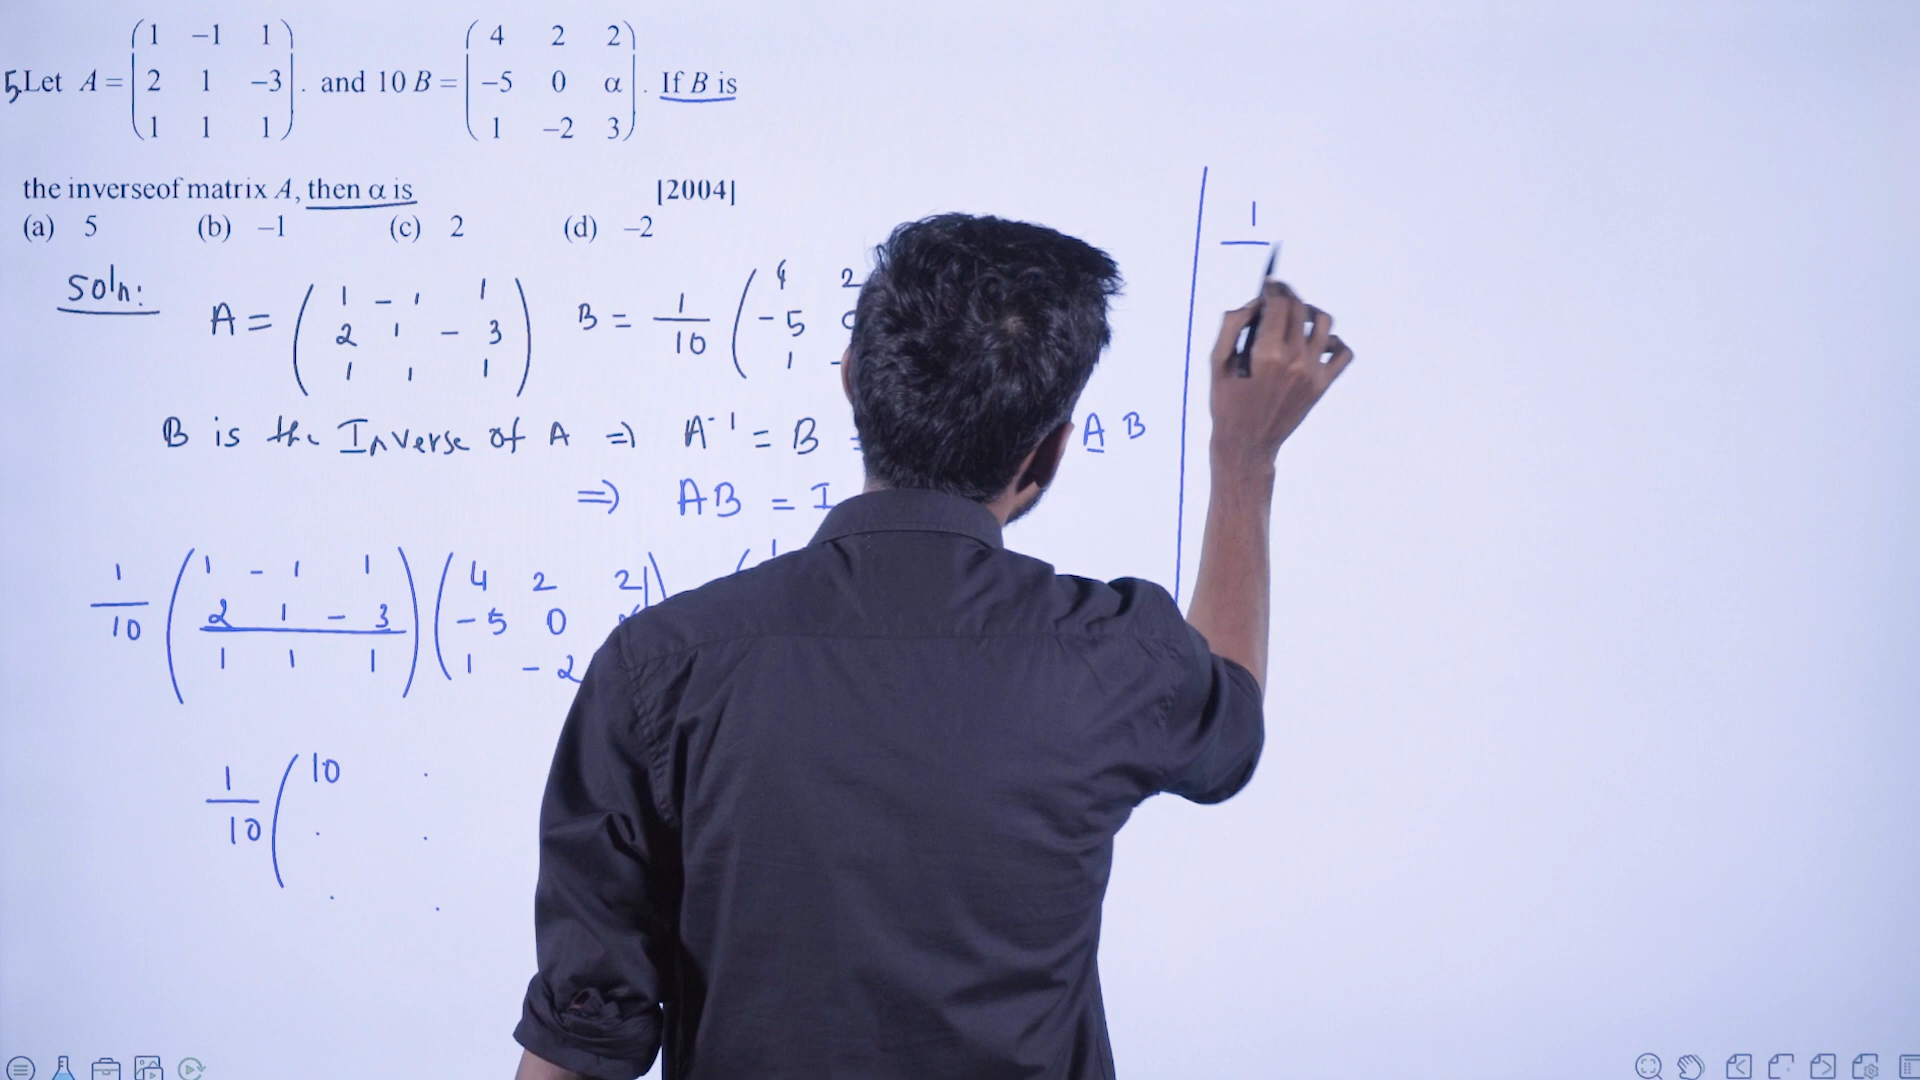 5. Let A = ( 1 −1 1 ) . and 10 B = ( 4 2 2 ) . If B is
2 1 −3 −5 0 α
1 1 1 1 −2 3
the inverseof matrix A, then α is [2004]
(a) 5 (b) −1 (c) 2 (d) −2
Soln:
A = ( 1 -1 1 ) B = 1/10 ( 4 2
2 1 -3 -5
1 1 1 1 -
B is the Inverse of A ⇒ A⁻¹ = B = A B
⇒ AB = I
1/10 ( 1 -1 1 ) ( 4 2 2 )
2 1 -3 -5 0
1 1 1 1 -2
1/10 ( 10 .
. .
. .
1